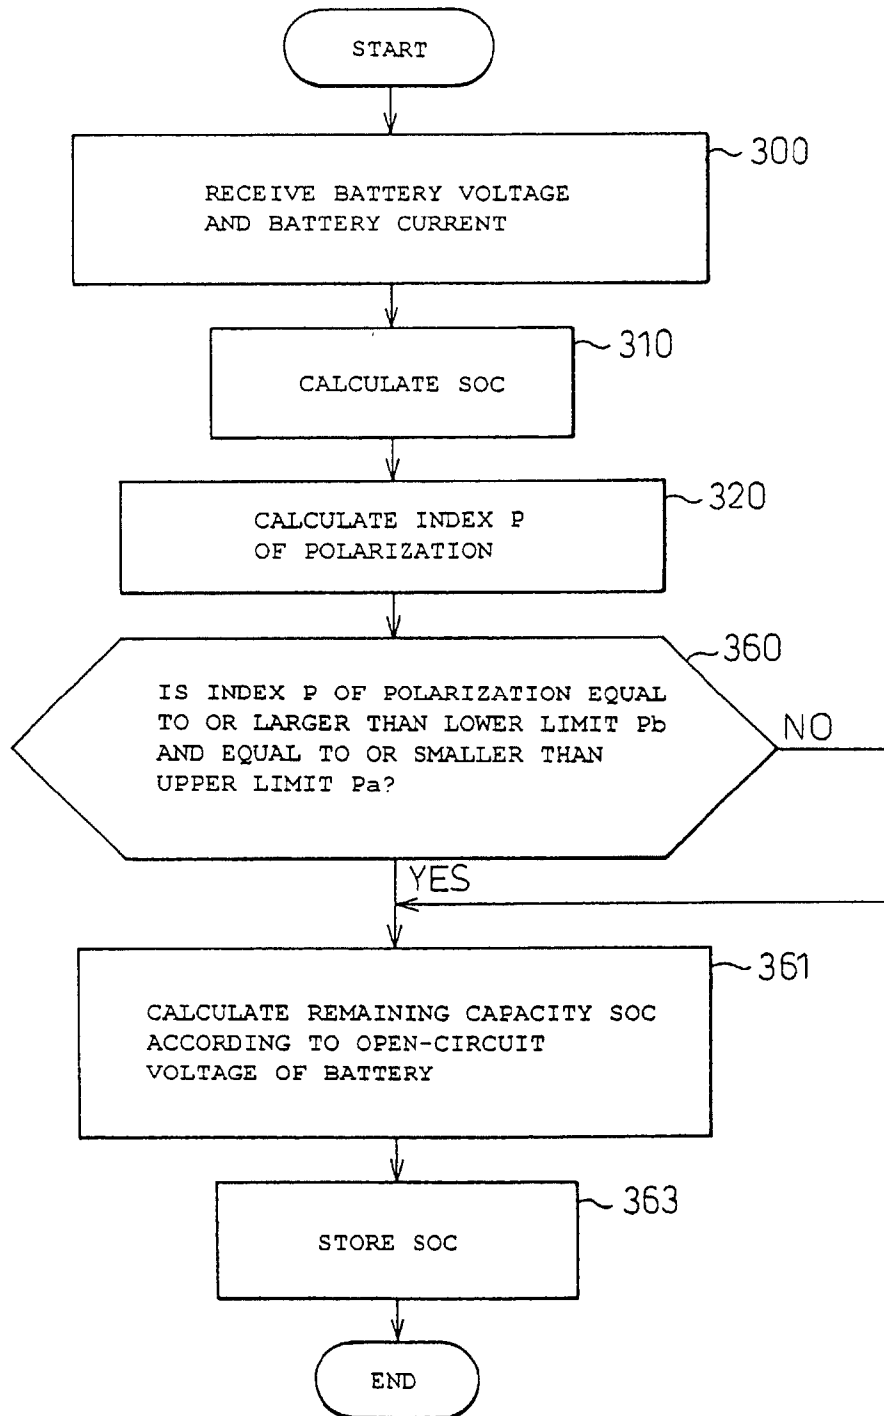 START
300
RECEIVE BATTERY VOLTAGE
AND BATTERY CURRENT
310
CALCULATE SOC
320
CALCULATE INDEX P
OF POLARIZATION
360
IS INDEX P OF POLARIZATION EQUAL
TO OR LARGER THAN LOWER LIMIT Pb
AND EQUAL TO OR SMALLER THAN
UPPER LIMIT Pa?
NO
YES
361
CALCULATE REMAINING CAPACITY SOC
ACCORDING TO OPEN-CIRCUIT
VOLTAGE OF BATTERY
363
STORE SOC
END